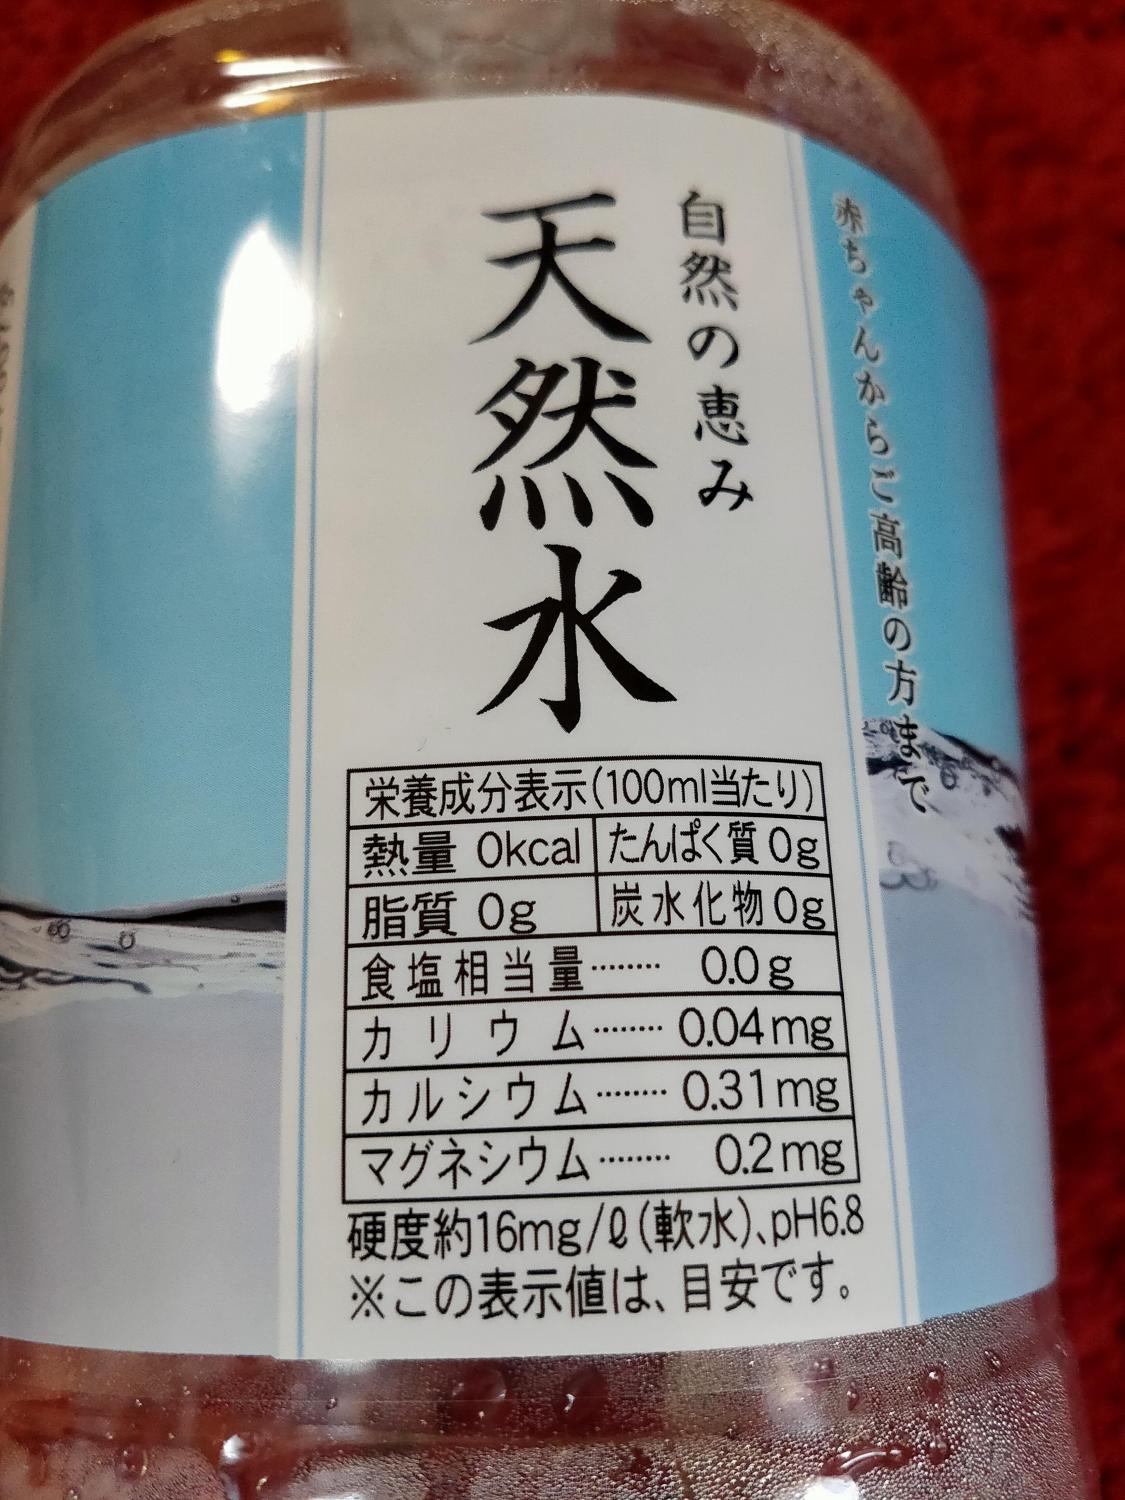 赤ちゃんからご高齢の方まで
自然の恵み
天然水
栄養成分表示(100ml当たり)
熱量 0kcal たんぱく質 0g
脂質 0g 炭水化物 0g
食塩相当量‥‥‥‥ 0.0g
カリウム‥‥‥‥ 0.04mg
カルシウム‥‥‥‥ 0.31mg
マグネシウム‥‥‥‥ 0.2mg
硬度約16mg/ℓ(軟水)、pH6.8
※この表示値は、目安です。